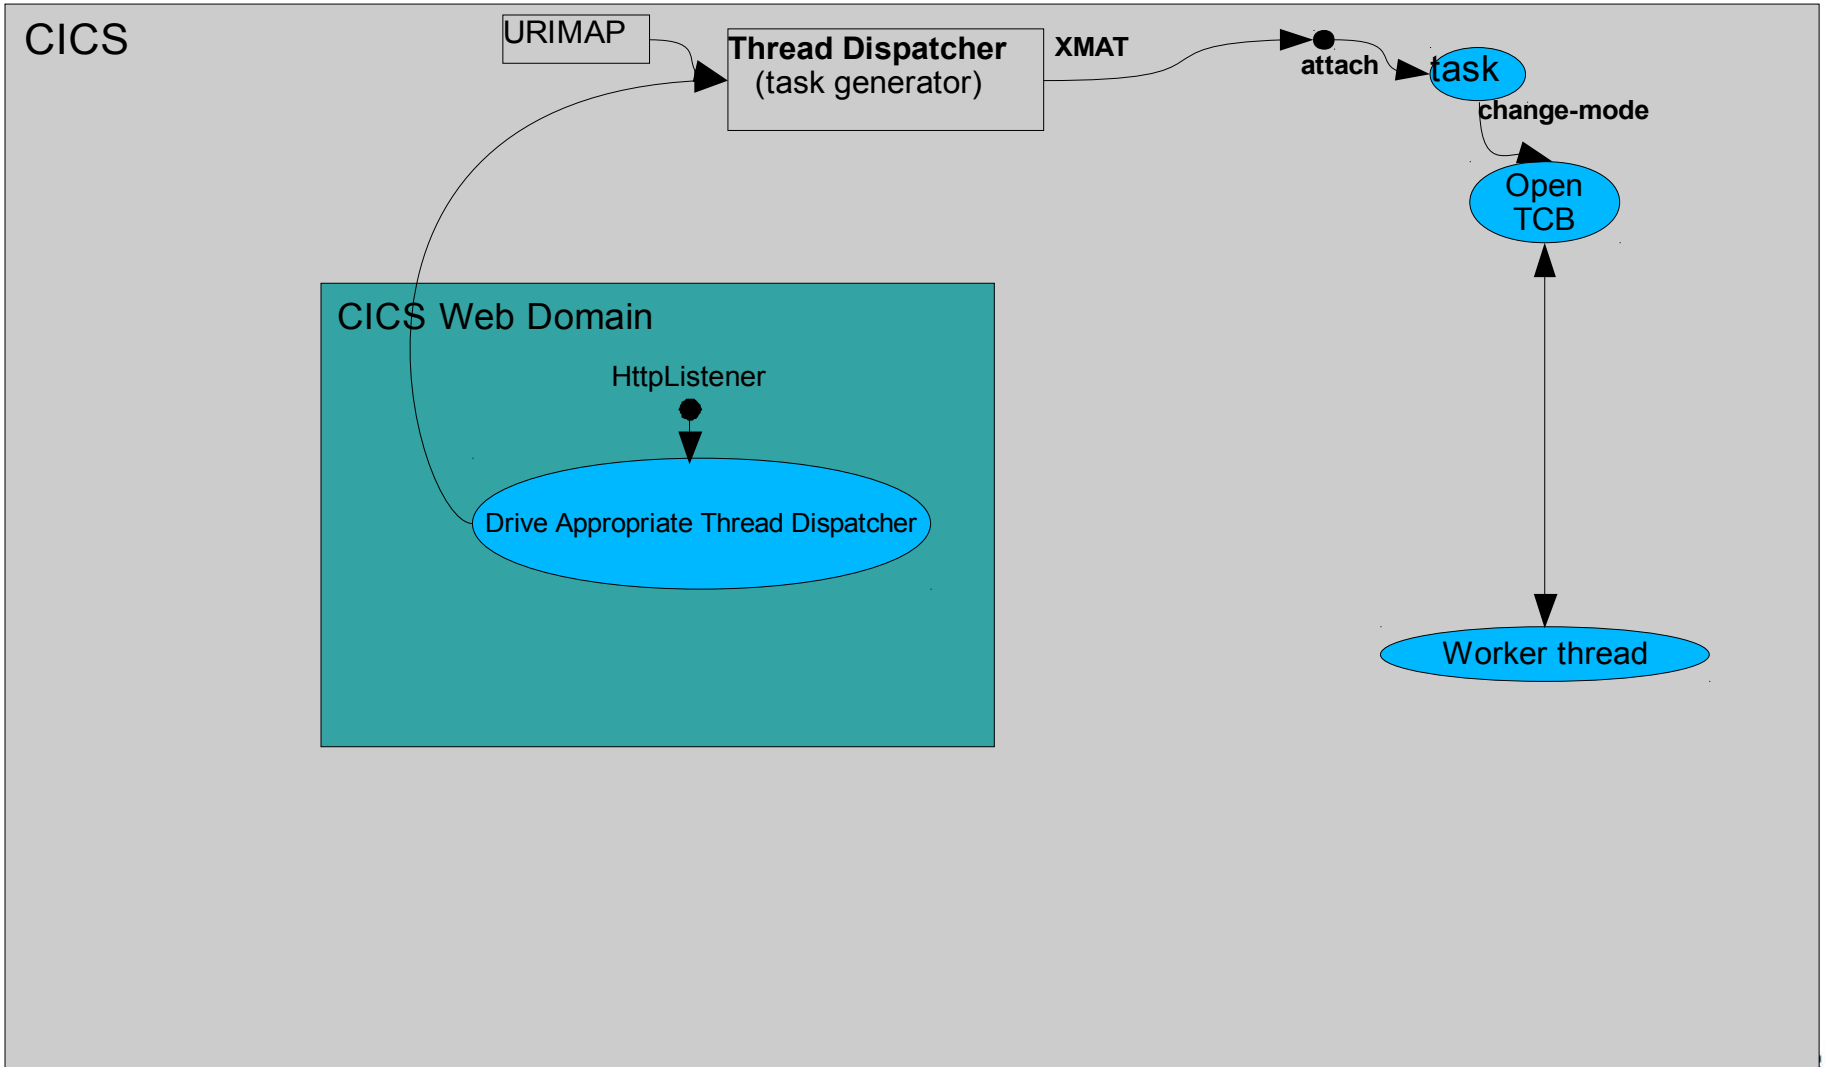 CICS
URIMAP
Thread Dispatcher
(task generator)
XMAT
attach
task
change-mode
Open
TCB
CICS Web Domain
HttpListener
Drive Appropriate Thread Dispatcher
Worker thread